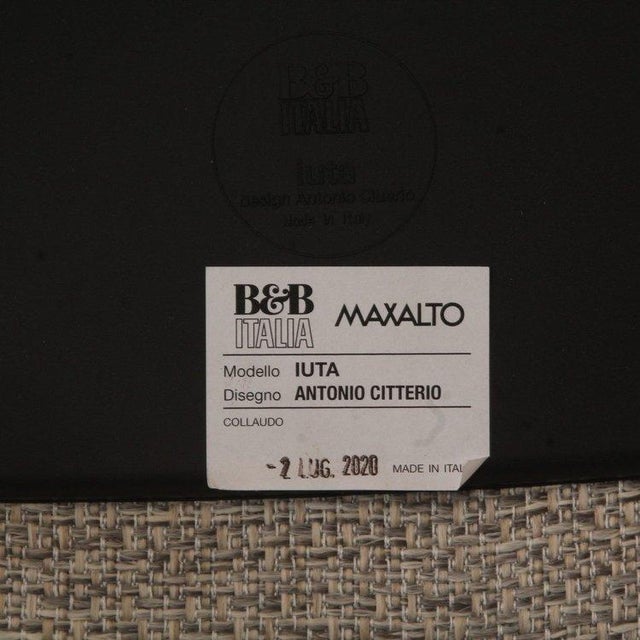 B&B
ITALIA
iuta
design Antonio Citterio
Made in Italy
B&B
ITALIA
MAXALTO
Modello IUTA
Disegno ANTONIO CITTERIO
COLLAUDO
-2 LUG. 2020
MADE IN ITAL